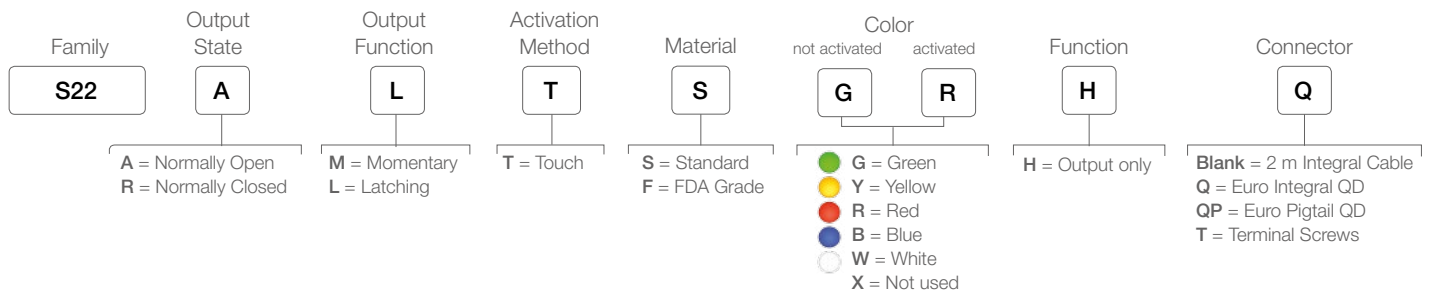 Family
Output
State
Output
Function
Activation
Method
Material
Color
not activated activated
Function
Connector
S22 A L T S G R H Q
A = Normally Open
R = Normally Closed
M = Momentary
L = Latching
T = Touch
S = Standard
F = FDA Grade
G = Green
Y = Yellow
R = Red
B = Blue
W = White
X = Not used
H = Output only
Blank = 2 m Integral Cable
Q = Euro Integral QD
QP = Euro Pigtail QD
T = Terminal Screws